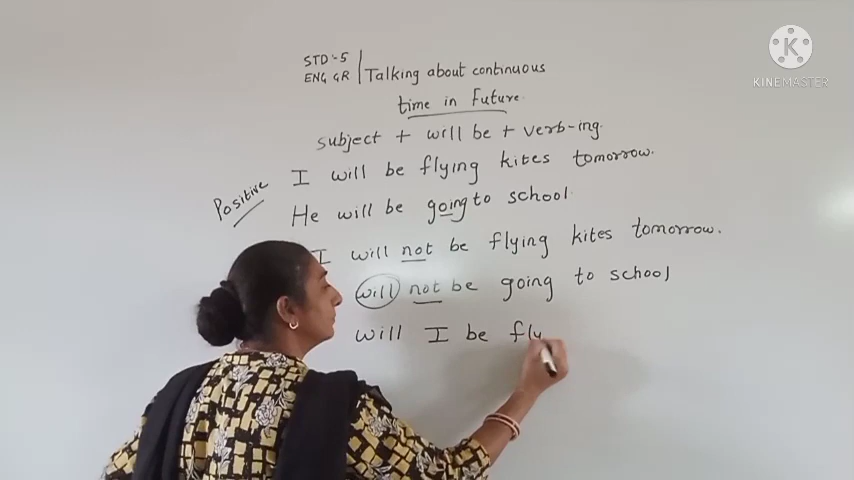 STD:-5
ENG GR
Talking about continuous
time in future.
subject + will be + verb-ing.
Positive
I will be flying kites tomorrow.
He will be going to school.
I will not be flying kites tomorrow.
will not be going to school
will I be fly
K
KINEMASTER